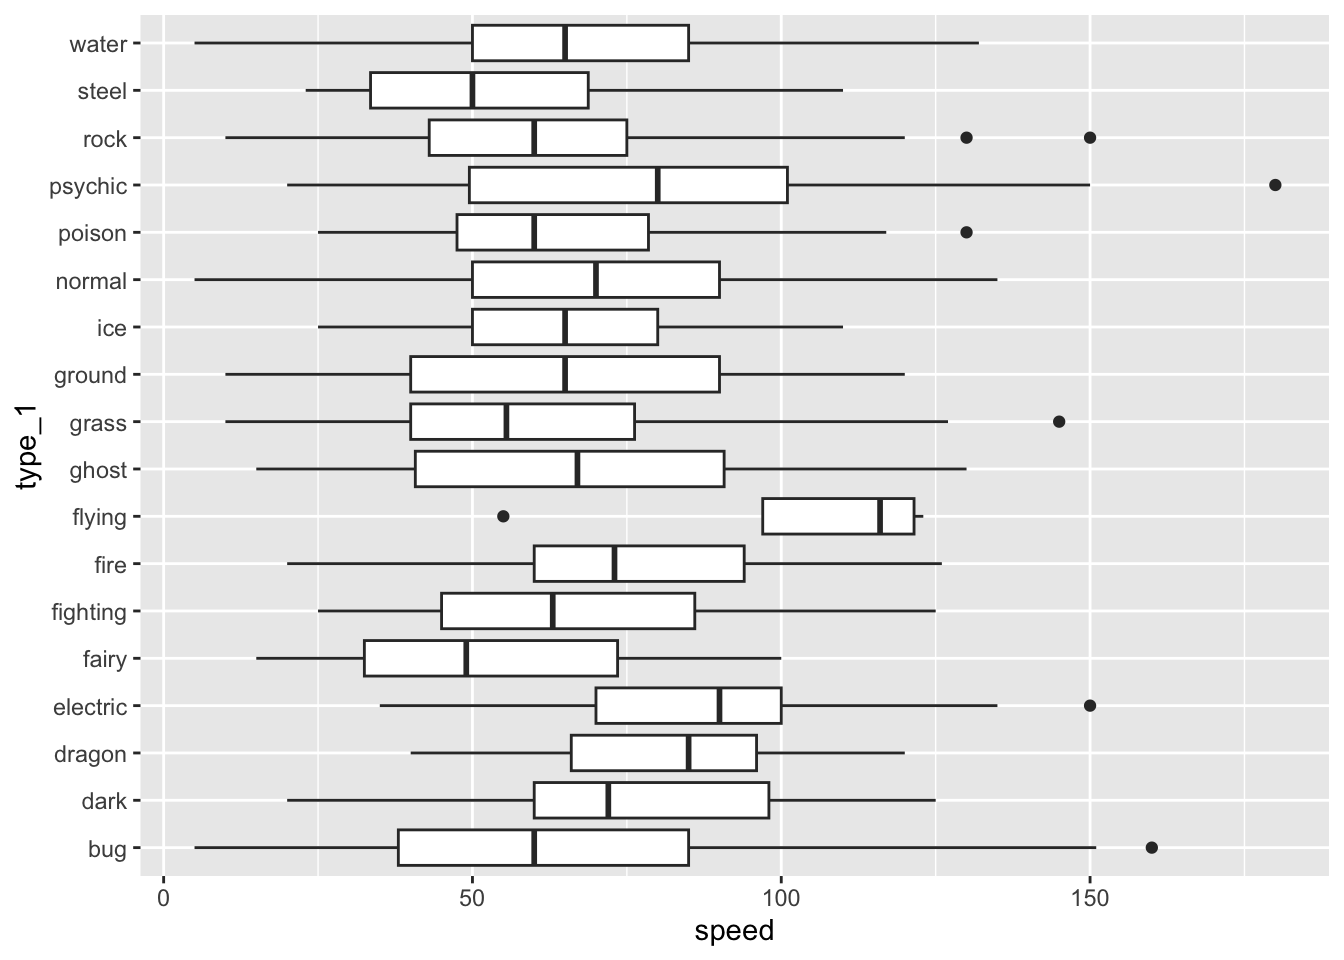 water
steel
rock
psychic
poison
normal
ice
ground
grass
ghost
flying
fire
fighting
fairy
electric
dragon
dark
bug
type_1
0
50
100
150
speed